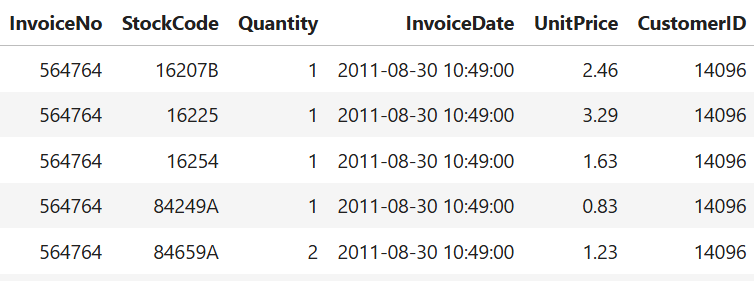 InvoiceNo StockCode Quantity InvoiceDate UnitPrice CustomerID
564764 16207B 1 2011-08-30 10:49:00 2.46 14096
564764 16225 1 2011-08-30 10:49:00 3.29 14096
564764 16254 1 2011-08-30 10:49:00 1.63 14096
564764 84249A 1 2011-08-30 10:49:00 0.83 14096
564764 84659A 2 2011-08-30 10:49:00 1.23 14096